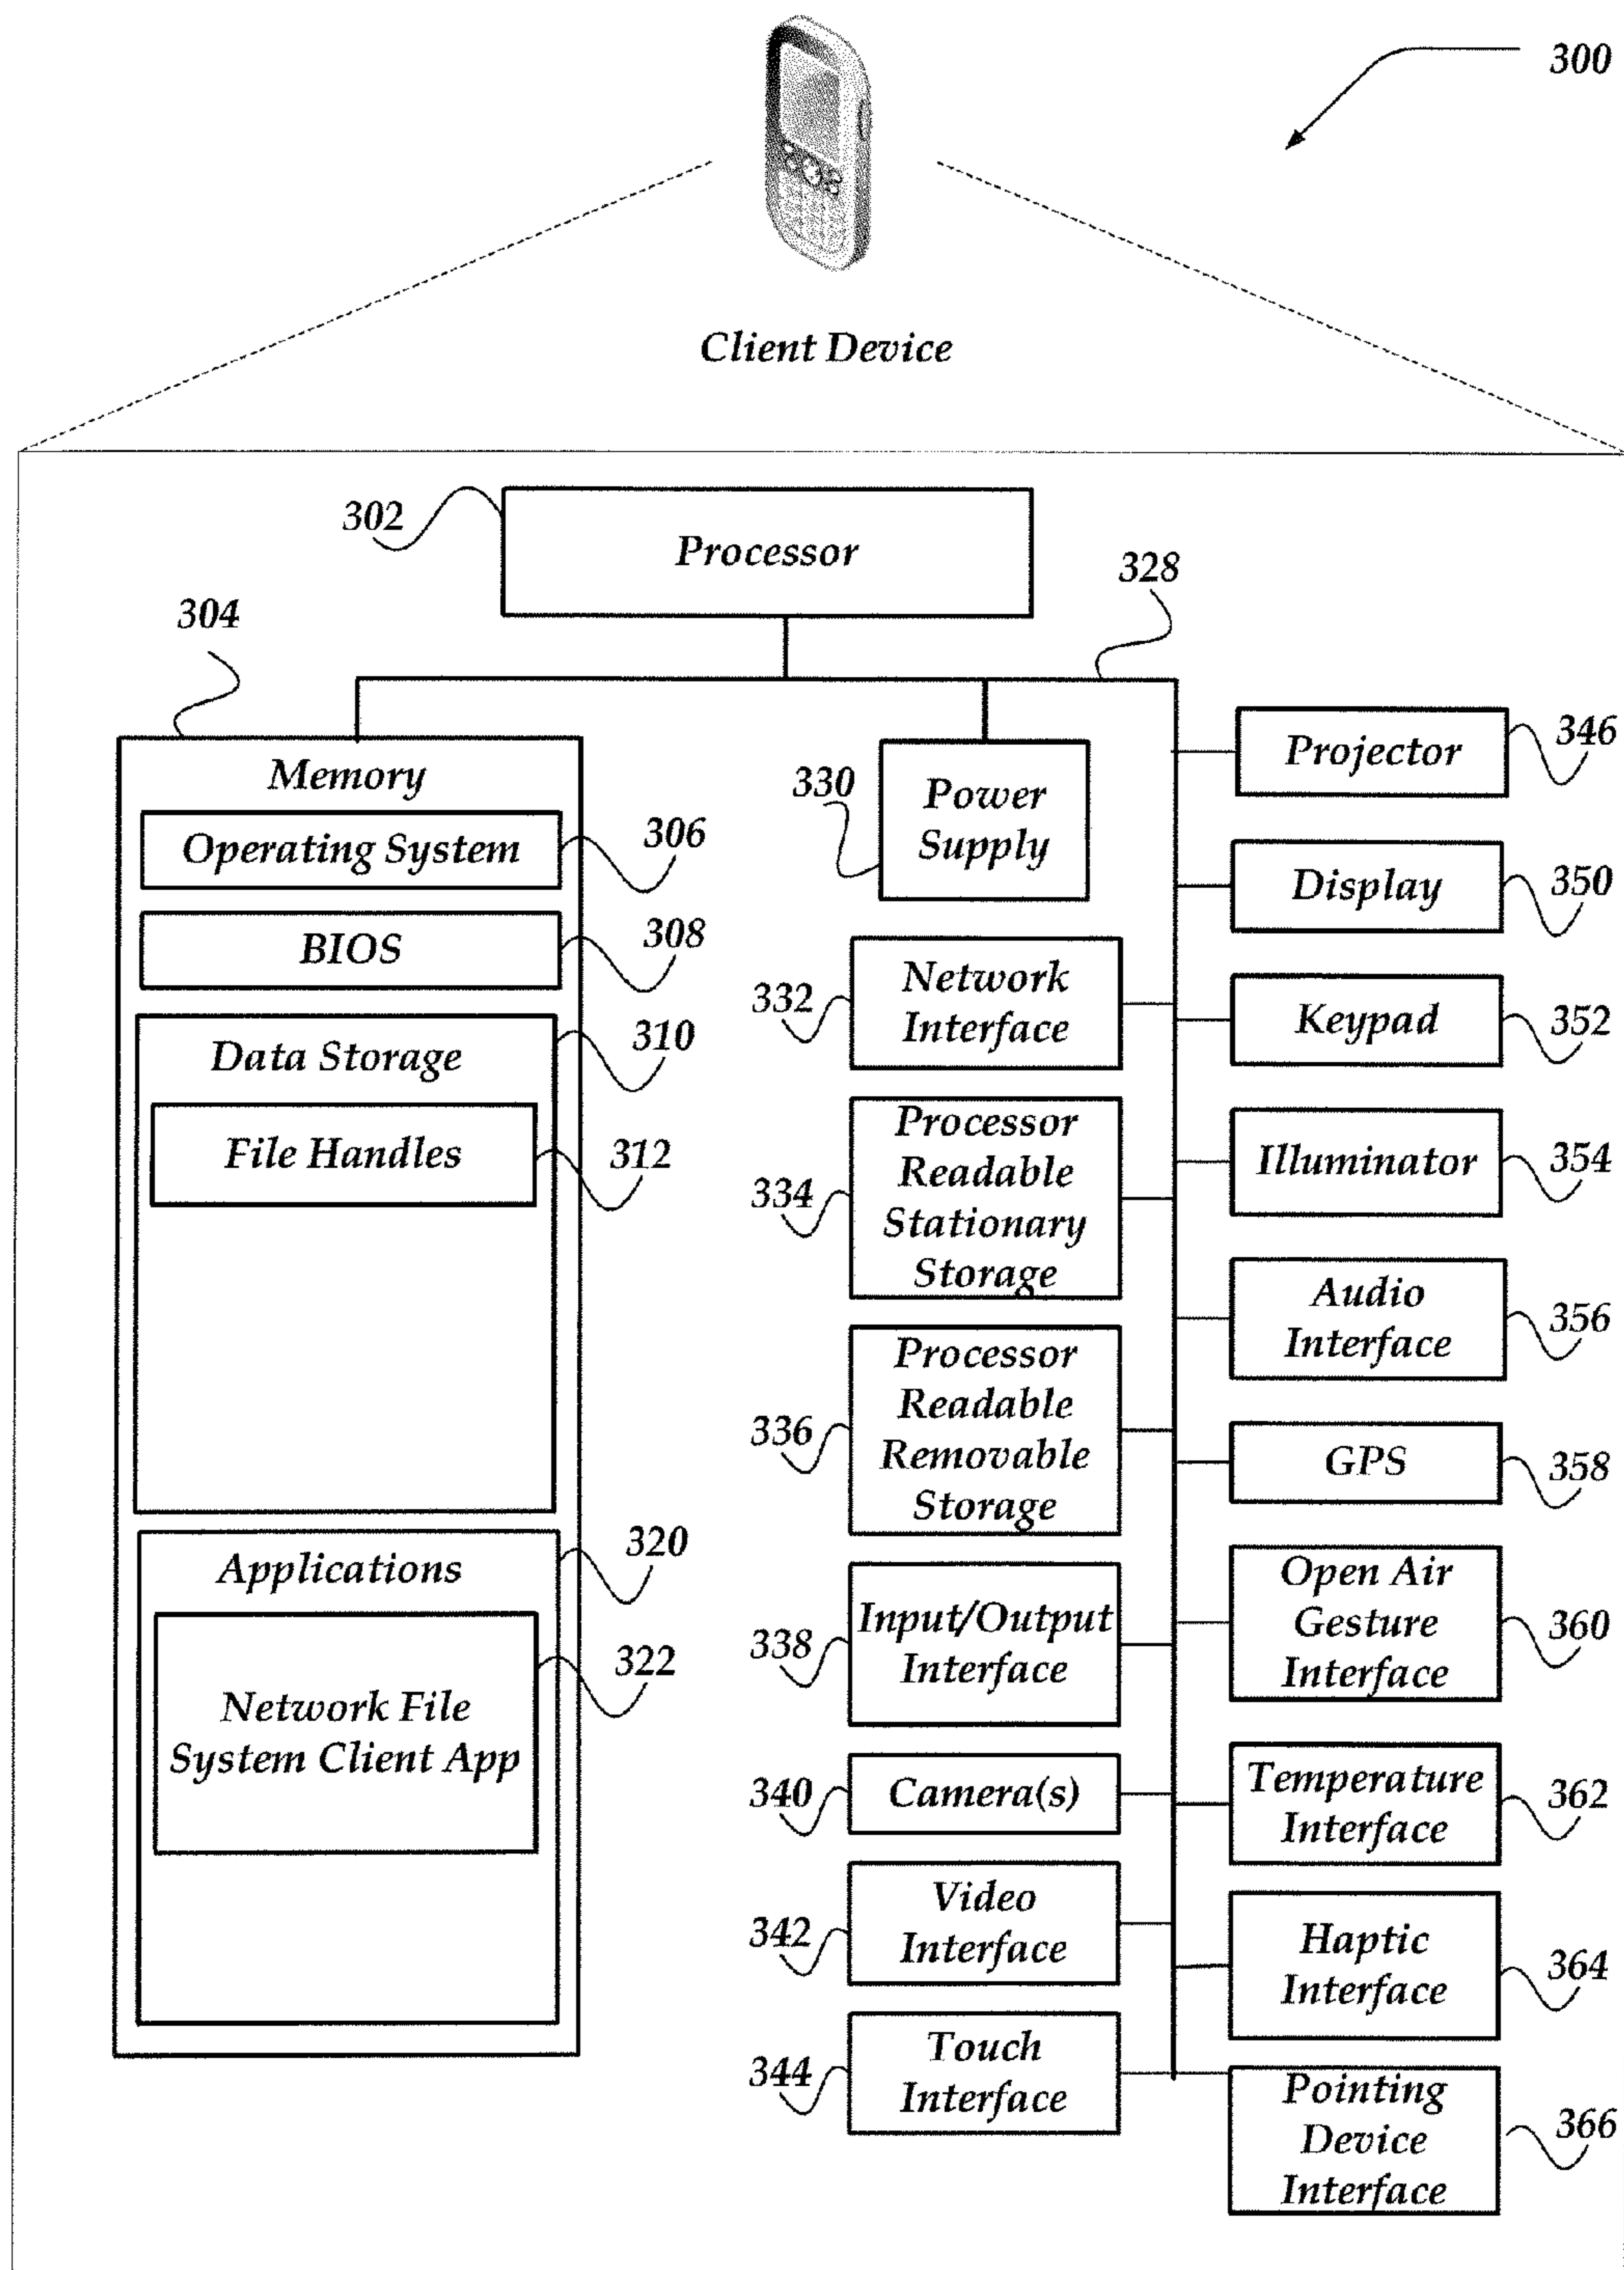 300
Client Device
302
Processor
328
304
Memory
Operating System
306
BIOS
308
Data Storage
310
File Handles
312
Applications
320
Network File
System Client App
322
330
Power
Supply
332
Network
Interface
334
Processor
Readable
Stationary
Storage
336
Processor
Readable
Removable
Storage
338
Input/Output
Interface
340
Camera(s)
342
Video
Interface
344
Touch
Interface
Projector
346
Display
350
Keypad
352
Illuminator
354
Audio
Interface
356
GPS
358
Open Air
Gesture
Interface
360
Temperature
Interface
362
Haptic
Interface
364
Pointing
Device
Interface
366